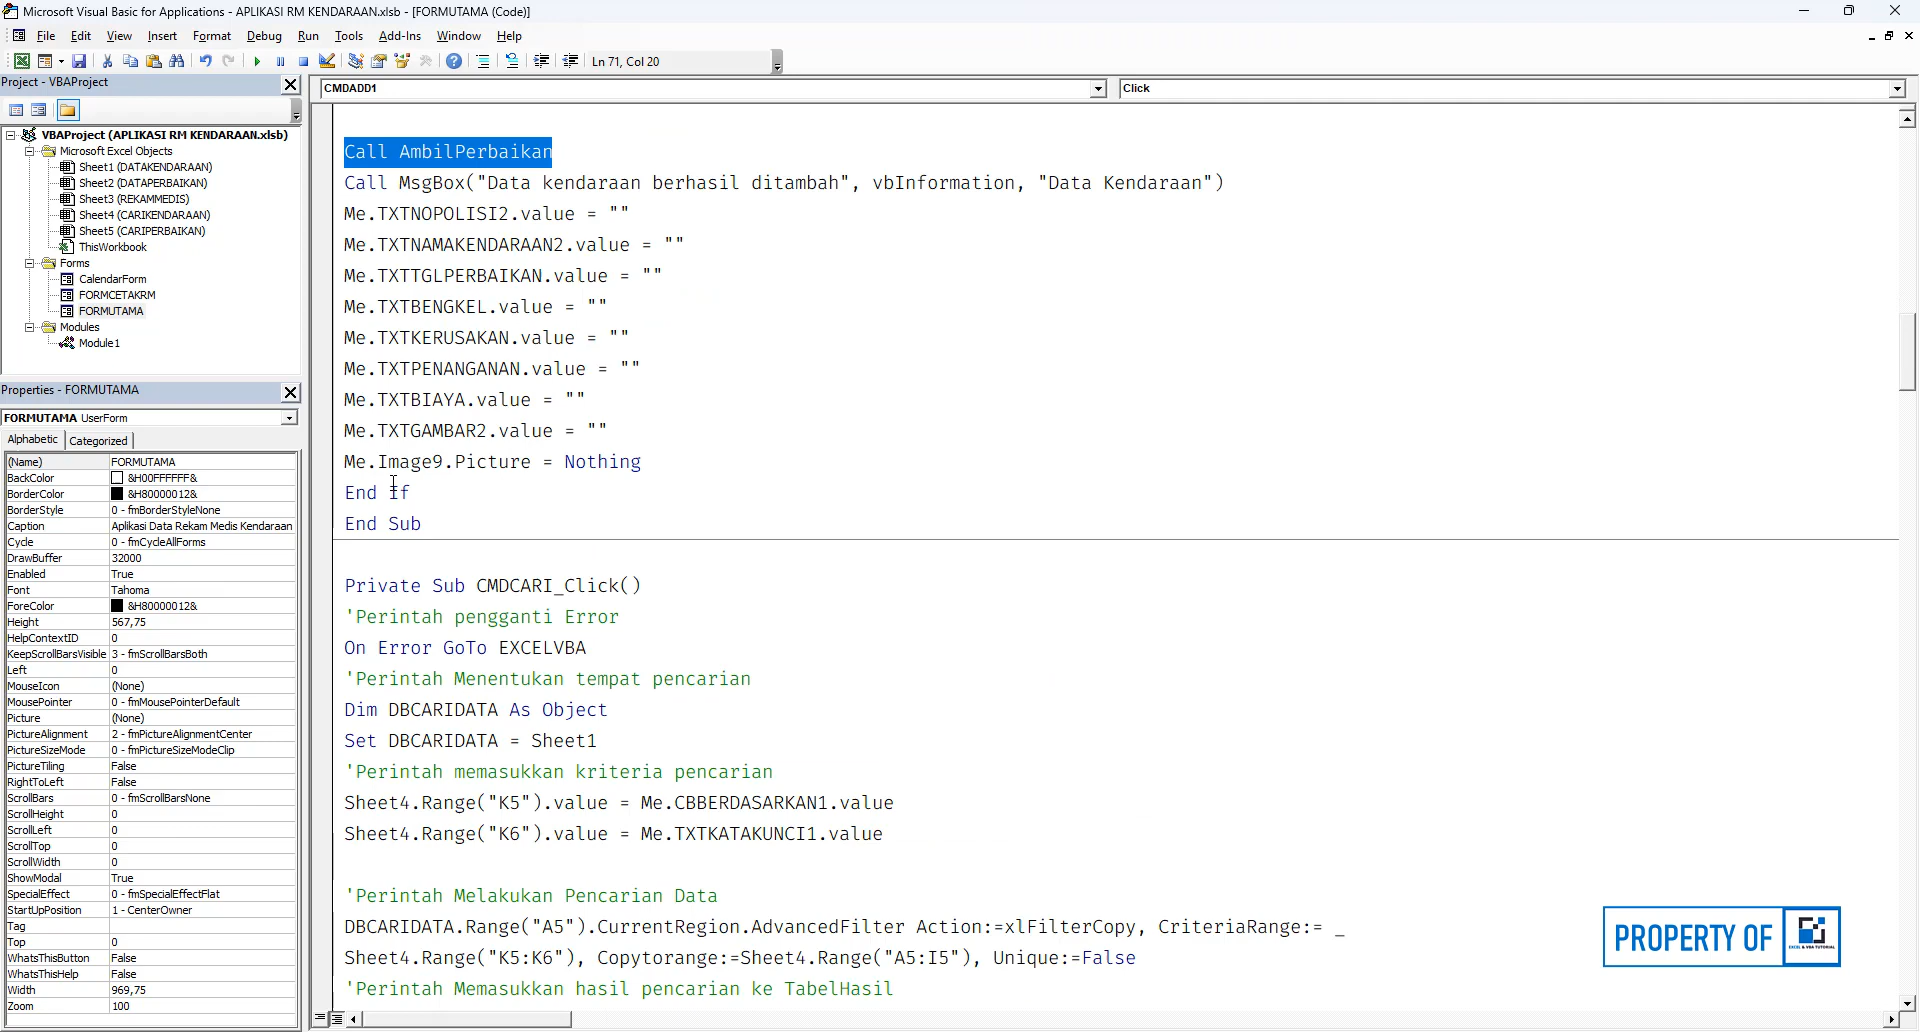 Microsoft Visual Basic for Applications - APLIKASI RM KENDARAAN.xlsb - [FORMUTAMA (Code)]
File Edit View Insert Format Debug Run Tools Add-Ins Window Help
Ln 71, Col 20
Project - VBAProject
CMDADD1
Click
VBAProject (APLIKASI RM KENDARAAN.xlsb)
Microsoft Excel Objects
Sheet1 (DATAKENDARAAN)
Sheet2 (DATAPERBAIKAN)
Sheet3 (REKAMMEDIS)
Sheet4 (CARIKENDARAAN)
Sheet5 (CARIPERBAIKAN)
ThisWorkbook
Forms
CalendarForm
FORMCETAKRM
FORMUTAMA
Modules
Module1
Properties - FORMUTAMA
FORMUTAMA UserForm
Alphabetic Categorized
(Name) FORMUTAMA
BackColor &H00FFFFFF&
BorderColor &H80000012&
BorderStyle 0 - fmBorderStyleNone
Caption Aplikasi Data Rekam Medis Kendaraan
Cycle 0 - fmCycleAllForms
DrawBuffer 32000
Enabled True
Font Tahoma
ForeColor &H80000012&
Height 567,75
HelpContextID 0
KeepScrollBarsVisible 3 - fmScrollBarsBoth
Left 0
MouseIcon (None)
MousePointer 0 - fmMousePointerDefault
Picture (None)
PictureAlignment 2 - fmPictureAlignmentCenter
PictureSizeMode 0 - fmPictureSizeModeClip
PictureTiling False
RightToLeft False
ScrollBars 0 - fmScrollBarsNone
ScrollHeight 0
ScrollLeft 0
ScrollTop 0
ScrollWidth 0
ShowModal True
SpecialEffect 0 - fmSpecialEffectFlat
StartUpPosition 1 - CenterOwner
Tag
Top 0
WhatsThisButton False
WhatsThisHelp False
Width 969,75
Zoom 100
Call AmbilPerbaikan
Call MsgBox("Data kendaraan berhasil ditambah", vbInformation, "Data Kendaraan")
Me.TXTNOPOLISI2.value = ""
Me.TXTNAMAKENDARAAN2.value = ""
Me.TXTTGLPERBAIKAN.value = ""
Me.TXTBENGKEL.value = ""
Me.TXTKERUSAKAN.value = ""
Me.TXTPENANGANAN.value = ""
Me.TXTBIAYA.value = ""
Me.TXTGAMBAR2.value = ""
Me.Image9.Picture = Nothing
End If
End Sub
Private Sub CMDCARI_Click()
'Perintah pengganti Error
On Error GoTo EXCELVBA
'Perintah Menentukan tempat pencarian
Dim DBCARIDATA As Object
Set DBCARIDATA = Sheet1
'Perintah memasukkan kriteria pencarian
Sheet4.Range("K5").value = Me.CBBERDASARKAN1.value
Sheet4.Range("K6").value = Me.TXTKATAKUNCI1.value
'Perintah Melakukan Pencarian Data
DBCARIDATA.Range("A5").CurrentRegion.AdvancedFilter Action:=xlFilterCopy, CriteriaRange:= _
Sheet4.Range("K5:K6"), Copytorange:=Sheet4.Range("A5:I5"), Unique:=False
'Perintah Memasukkan hasil pencarian ke TabelHasil
PROPERTY OF
EXCEL & VBA TUTORIAL